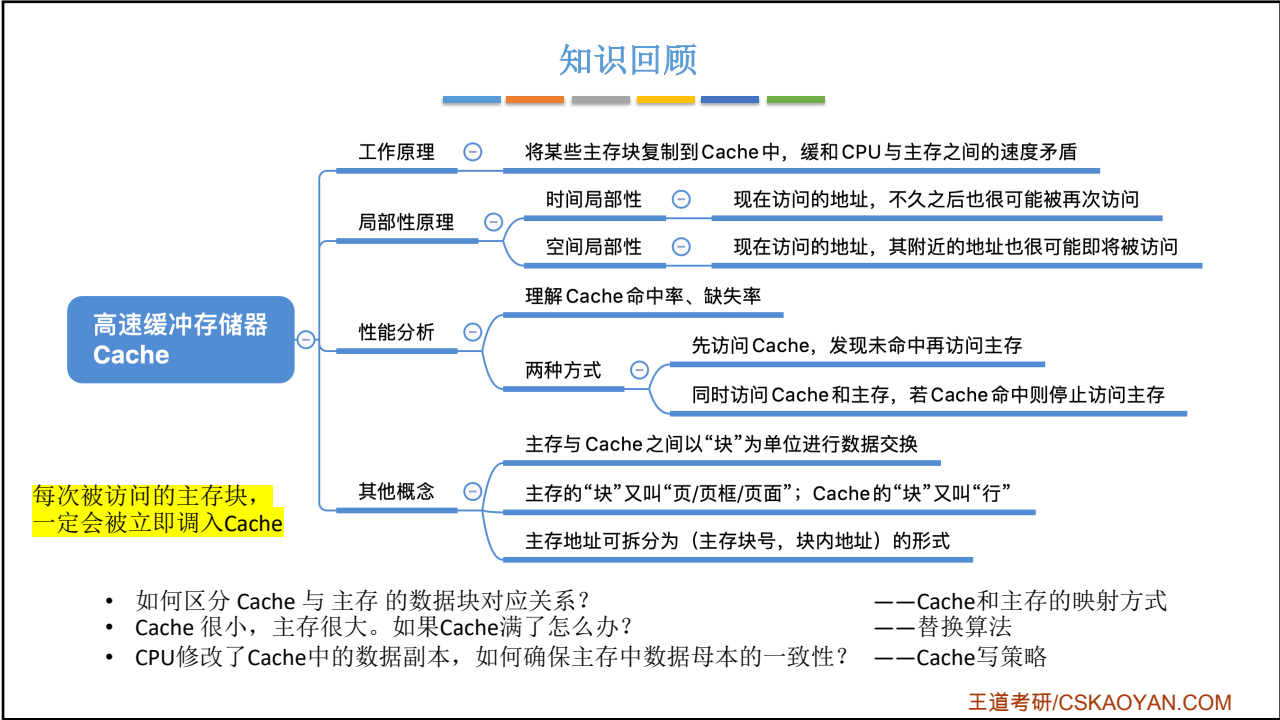 知识回顾
工作原理
将某些主存块复制到Cache中，缓和CPU与主存之间的速度矛盾
局部性原理
时间局部性
现在访问的地址，不久之后也很可能被再次访问
空间局部性
现在访问的地址，其附近的地址也很可能即将被访问
高速缓冲存储器
Cache
性能分析
理解Cache命中率、缺失率
两种方式
先访问Cache，发现未命中再访问主存
同时访问Cache和主存，若Cache命中则停止访问主存
其他概念
主存与Cache之间以“块”为单位进行数据交换
主存的“块”又叫“页/页框/页面”；Cache的“块”又叫“行”
主存地址可拆分为（主存块号，块内地址）的形式
每次被访问的主存块，
一定会被立即调入Cache
• 如何区分 Cache 与 主存 的数据块对应关系？ ——Cache和主存的映射方式
• Cache 很小，主存很大。如果Cache满了怎么办？ ——替换算法
• CPU修改了Cache中的数据副本，如何确保主存中数据母本的一致性？ ——Cache写策略
王道考研/CSKAOYAN.COM